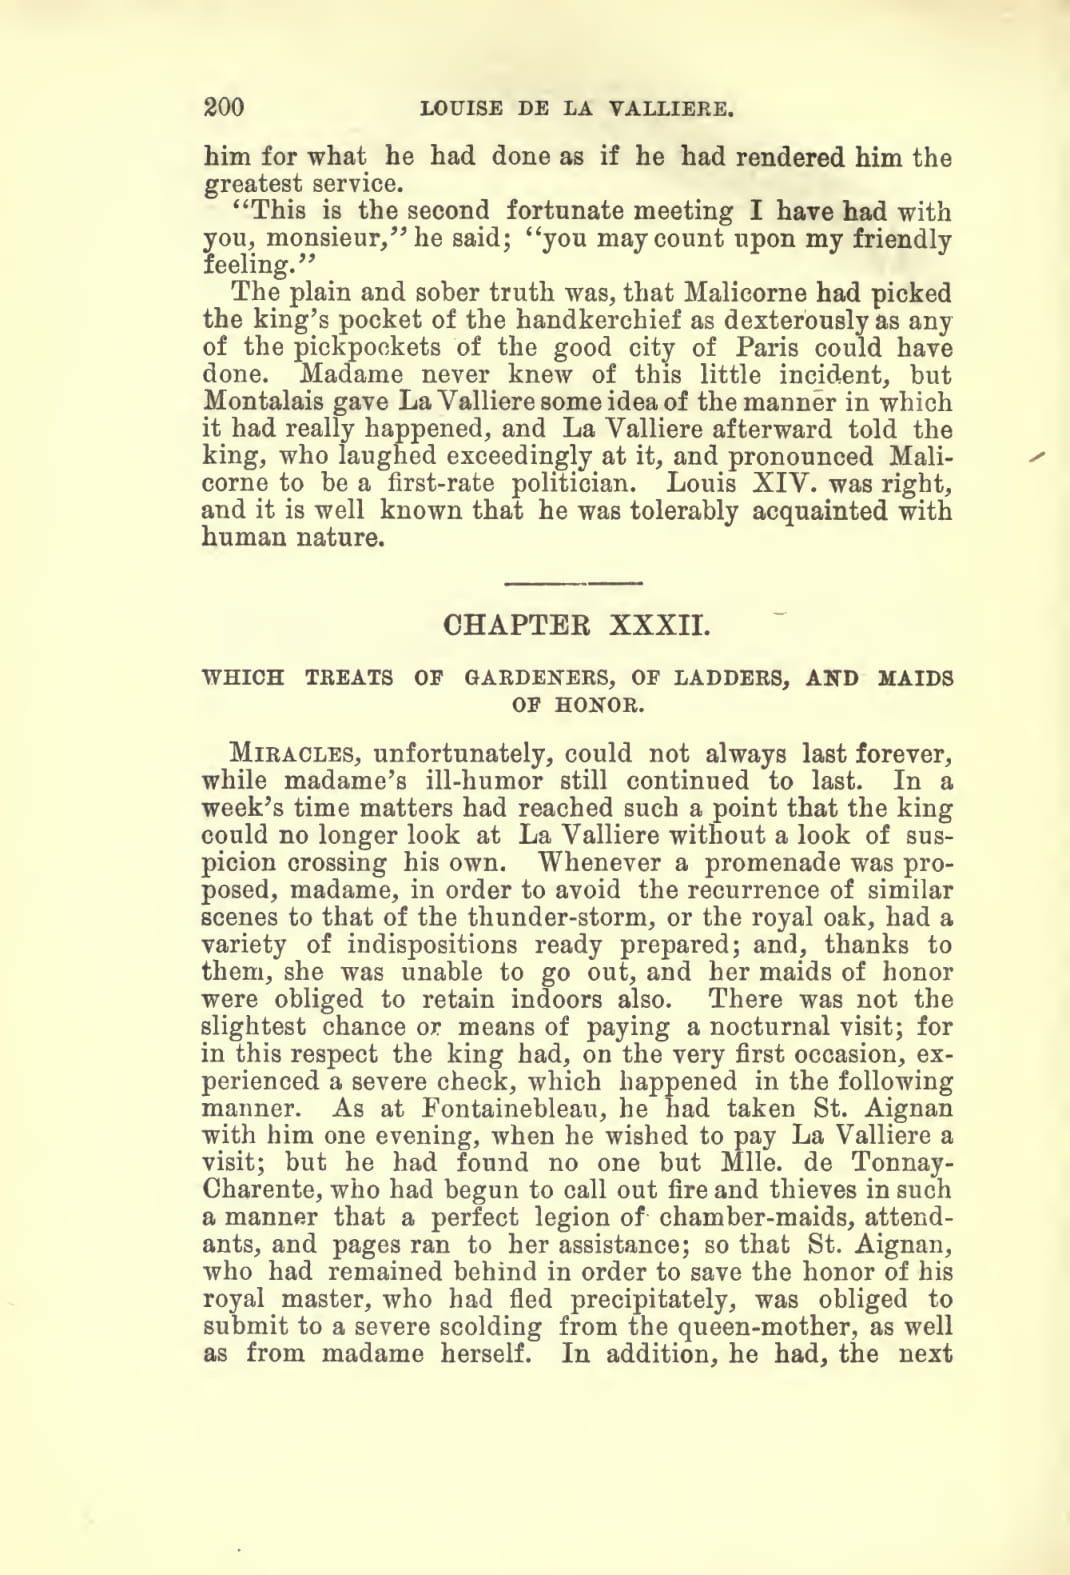 200 LOUISE DE LA VALLIERE.
him for what he had done as if he had rendered him the
greatest service.
“This is the second fortunate meeting I have had with
you, monsieur,” he said; “you may count upon my friendly
feeling.”
The plain and sober truth was, that Malicorne had picked
the king’s pocket of the handkerchief as dexterously as any
of the pickpockets of the good city of Paris could have
done. Madame never knew of this little incident, but
Montalais gave La Valliere some idea of the manner in which
it had really happened, and La Valliere afterward told the
king, who laughed exceedingly at it, and pronounced Mali-
corne to be a first-rate politician. Louis XIV. was right,
and it is well known that he was tolerably acquainted with
human nature.
CHAPTER XXXII.
WHICH TREATS OF GARDENERS, OF LADDERS, AND MAIDS
OF HONOR.
MIRACLES, unfortunately, could not always last forever,
while madame’s ill-humor still continued to last. In a
week’s time matters had reached such a point that the king
could no longer look at La Valliere without a look of sus-
picion crossing his own. Whenever a promenade was pro-
posed, madame, in order to avoid the recurrence of similar
scenes to that of the thunder-storm, or the royal oak, had a
variety of indispositions ready prepared; and, thanks to
them, she was unable to go out, and her maids of honor
were obliged to retain indoors also. There was not the
slightest chance or means of paying a nocturnal visit; for
in this respect the king had, on the very first occasion, ex-
perienced a severe check, which happened in the following
manner. As at Fontainebleau, he had taken St. Aignan
with him one evening, when he wished to pay La Valliere a
visit; but he had found no one but Mlle. de Tonnay-
Charente, who had begun to call out fire and thieves in such
a manner that a perfect legion of chamber-maids, attend-
ants, and pages ran to her assistance; so that St. Aignan,
who had remained behind in order to save the honor of his
royal master, who had fled precipitately, was obliged to
submit to a severe scolding from the queen-mother, as well
as from madame herself. In addition, he had, the next